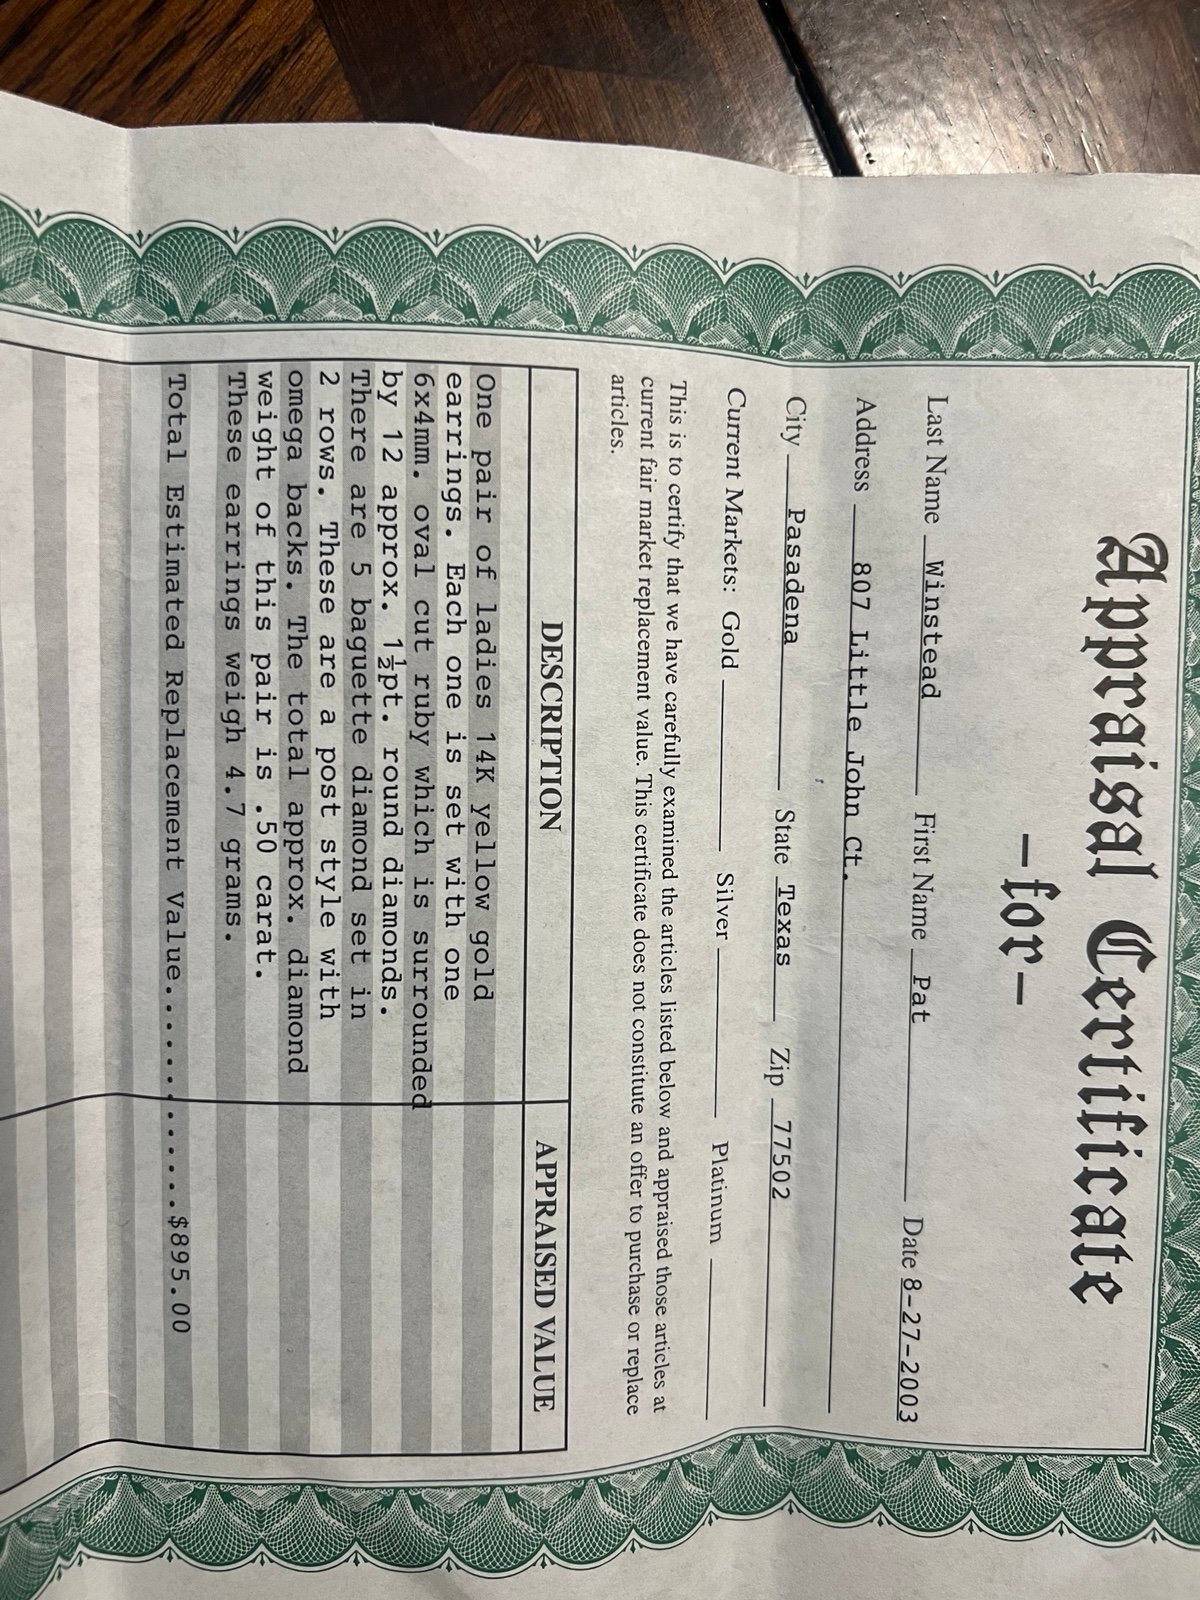 Appraisal Certificate
-for-
Last Name Winstead First Name Pat Date 8-27-2003
Address 807 Little John Ct.
City Pasadena State Texas Zip 77502
Current Markets: Gold Silver Platinum
This is to certify that we have carefully examined the articles listed below and appraised those articles at
current fair market replacement value. This certificate does not constitute an offer to purchase or replace
articles.
DESCRIPTION APPRAISED VALUE
One pair of ladies 14K yellow gold
earrings. Each one is set with one
6x4mm. oval cut ruby which is surrounded
by 12 approx. 1½pt. round diamonds.
There are 5 baguette diamond set in
2 rows. These are a post style with
omega backs. The total approx. diamond
weight of this pair is .50 carat.
These earrings weigh 4.7 grams.
Total Estimated Replacement Value..............$895.00